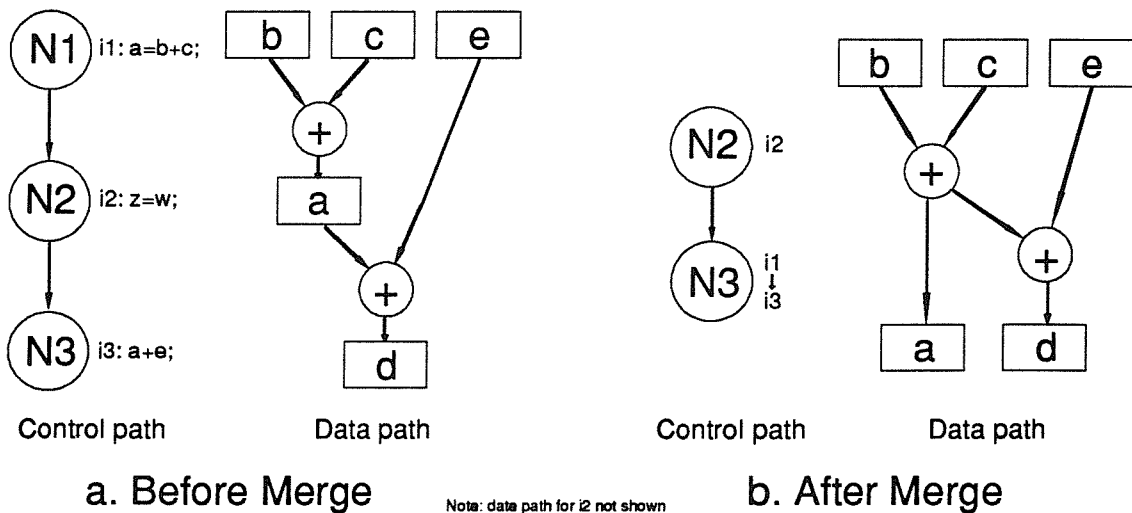 N1 i1: a=b+c;
N2 i2: z=w;
N3 i3: a+e;
Control path
b c e
+
a
+
d
Data path
a. Before Merge
Note: data path for i2 not shown
N2 i2
N3 i1
i3
Control path
b c e
+
+
a d
Data path
b. After Merge